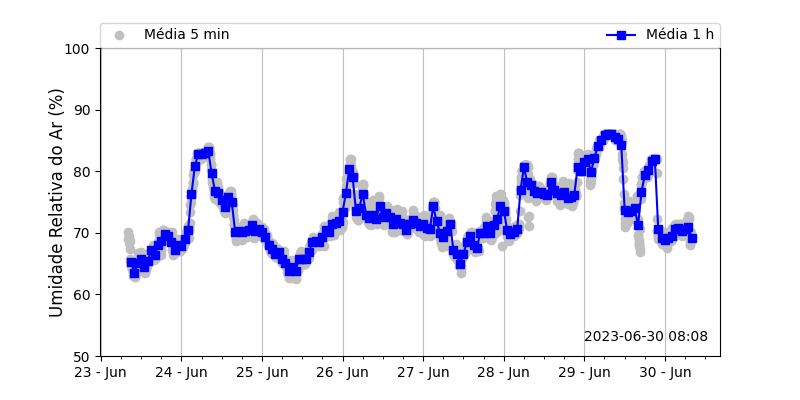 Média 5 min Média 1 h
100
90
80
70
60
50
Umidade Relativa do Ar (%)
2023-06-30 08:08
23 - Jun 24 - Jun 25 - Jun 26 - Jun 27 - Jun 28 - Jun 29 - Jun 30 - Jun